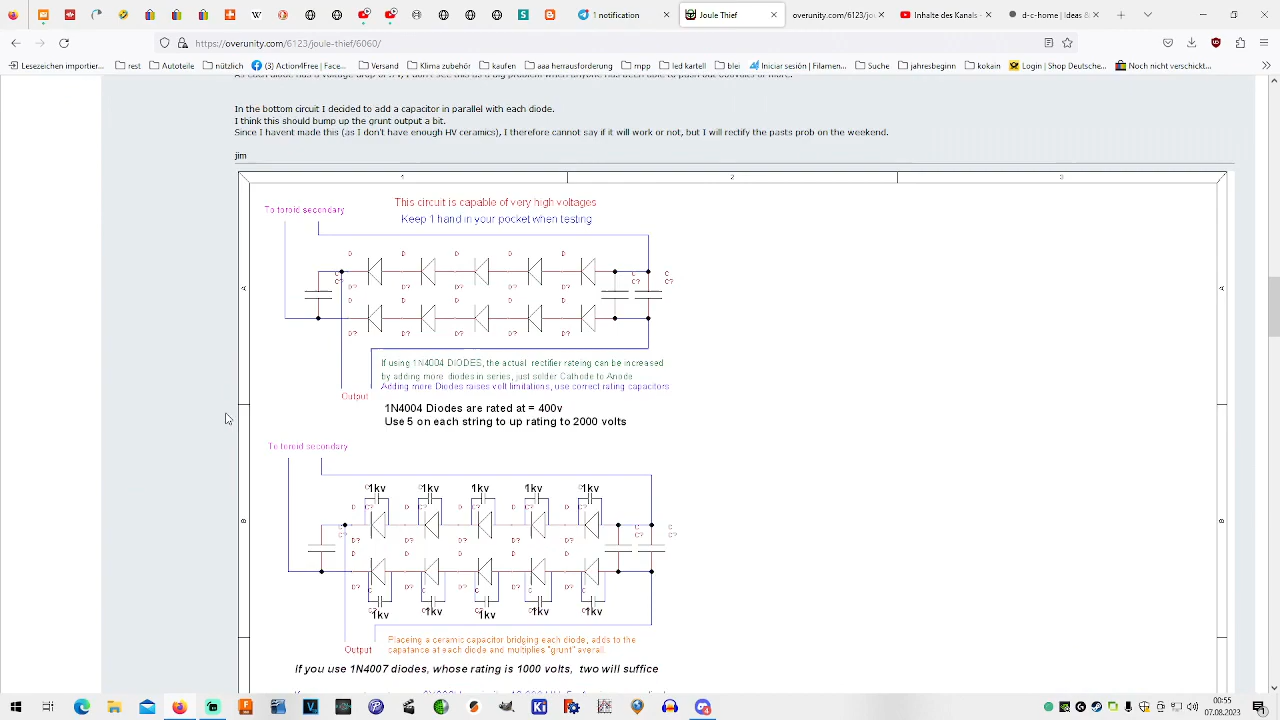 1 notification
Joule Thief
overunity.com/6123/j
Inhalte des Kanals -
d-c-hond-i ideas
overunity.com/6123/
https://overunity.com/6123/joule-thief/6060/
Lesezeichen importier...
rest
Autoteile
nützlich
(3) Action4Free | Face...
Versand
Klima zubehör
kaufen
aaa herrausforderung
mpp
led kartell
blei
Iniciar sesión | Filamen...
Suche
jahresbeginn
kokain
Login | Shop Deutsche...
Noch nicht verschickt...
In the bottom circuit I decided to add a capacitor in parallel with each diode.
I think this should bump up the grunt output a bit.
Since I havent made this (as I don't have enough HV ceramics), I therefore cannot say if it will work or not, but I will rectify the pasts prob on the weekend.
jim
1 2 3
This circuit is capable of very high voltages
To toroid secondary
Keep 1 hand in your pocket when testing
D D D D D
C C C
C? C? C?
A A
D? D? D? D? D?
D D D D D
D? D? D? D? D?
If using 1N4004 DIODES, the actual rectifier rateing can be increased
by adding more diodes in series, just solder Cathode to Anode
Adding more Diodes raises volt limitations, use correct rating capacitors
Output
1N4004 Diodes are rated at = 400v
Use 5 on each string to up rating to 2000 volts
To toroid secondary
1kv 1kv 1kv 1kv 1kv
D D D D D
B B
C C C
C? C? C?
D? D? D? D? D?
D D D D D
D? D? D? D? D?
1kv 1kv 1kv 1kv 1kv
Placeing a ceramic capacitor bridging each diode, adds to the
Output
capatance at each diode and multiplies "grunt" overall
If you use 1N4007 diodes, whose rating is 1000 volts, two will suffice
00:55
07.09.2023